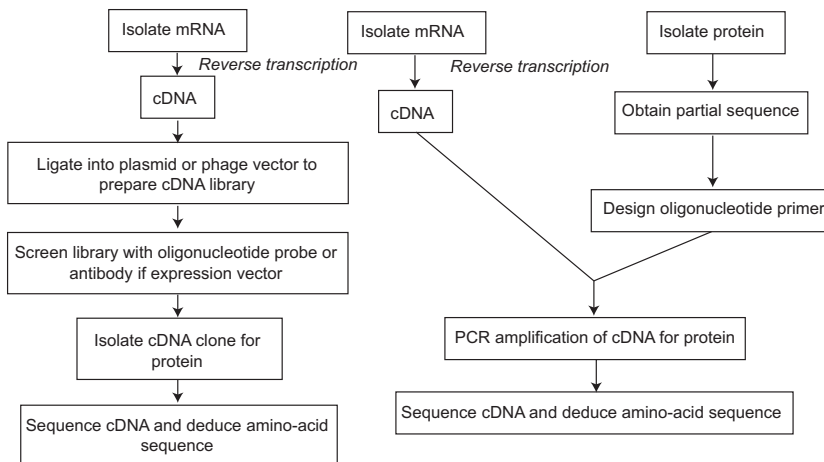 Isolate mRNA
Reverse transcription
cDNA
Ligate into plasmid or phage vector to
prepare cDNA library
Screen library with oligonucleotide probe or
antibody if expression vector
Isolate cDNA clone for
protein
Sequence cDNA and deduce amino-acid
sequence
Isolate mRNA
Reverse transcription
cDNA
Isolate protein
Obtain partial sequence
Design oligonucleotide primer
PCR amplification of cDNA for protein
Sequence cDNA and deduce amino-acid sequence